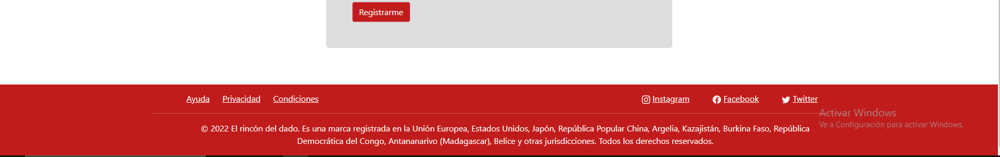 Registrarme
Ayuda Privacidad Condiciones Instagram Facebook Twitter
Activar Windows
Ve a Configuración para activar Windows.
© 2022 El rincón del dado. Es una marca registrada en la Unión Europea, Estados Unidos, Japón, República Popular China, Argelia, Kazajistán, Burkina Faso, República
Democrática del Congo, Antananarivo (Madagascar), Belice y otras jurisdicciones. Todos los derechos reservados.